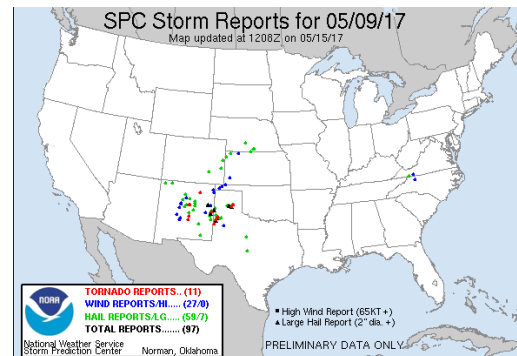 SPC Storm Reports for 05/09/17
Map updated at 1208Z on 05/15/17
TORNADO REPORTS.. (11)
WIND REPORTS/HI..... (27/0)
HAIL REPORTS/LG..... (59/7)
TOTAL REPORTS....... (97)
NOAA
National Weather Service
Storm Prediction Center Norman, Oklahoma
High Wind Report (65KT +)
Large Hail Report (2" dia. +)
PRELIMINARY DATA ONLY